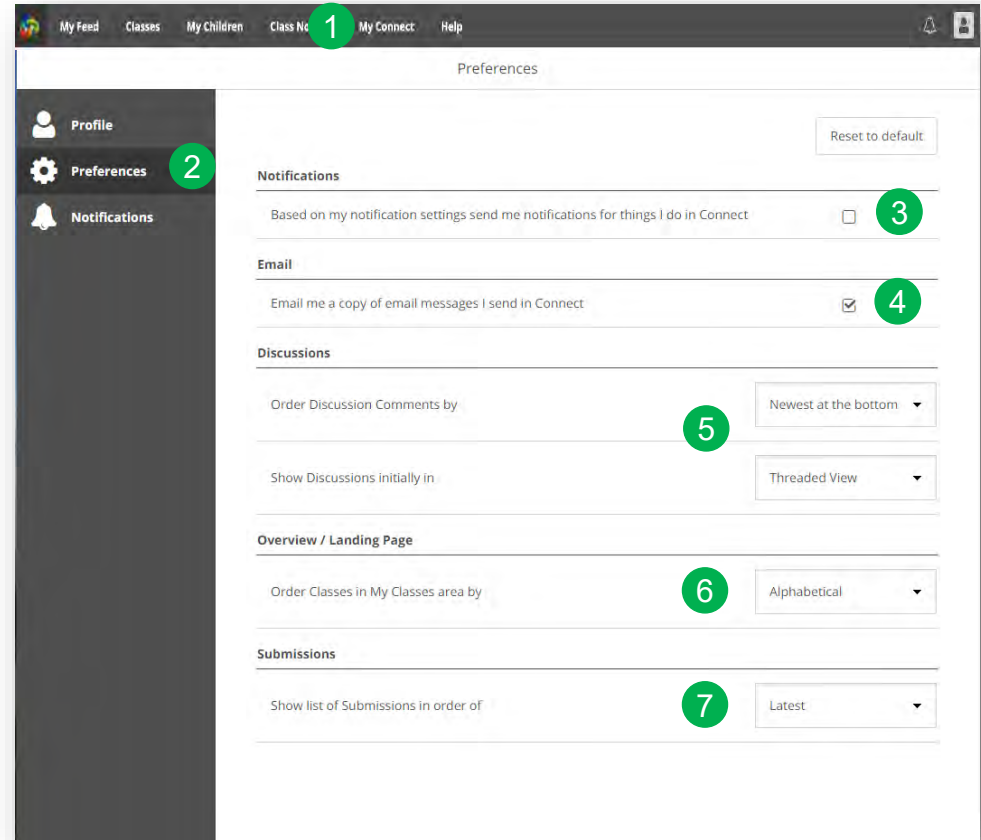 My Feed Classes My Children Class No 1 My Connect Help
Preferences
Profile
Preferences 2
Notifications
Reset to default
Notifications
Based on my notification settings send me notifications for things I do in Connect 3
Email
Email me a copy of email messages I send in Connect 4
Discussions
Order Discussion Comments by Newest at the bottom
5
Show Discussions initially in Threaded View
Overview / Landing Page
Order Classes in My Classes area by 6 Alphabetical
Submissions
Show list of Submissions in order of 7 Latest